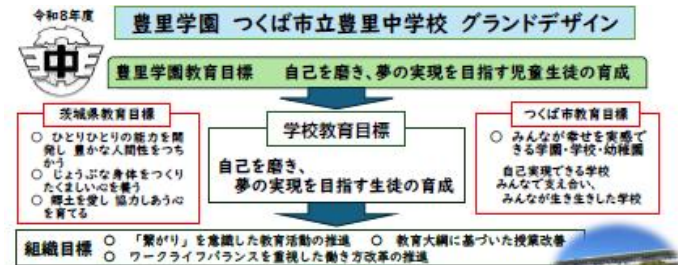 令和8年度
豊里学園 つくば市立豊里中学校 グランドデザイン
中
豊里学園教育目標 自己を磨き、夢の実現を目指す児童生徒の育成
茨城県教育目標
○ ひとりひとりの能力を開
発し 豊かな人間性をつち
かう
○ じょうぶな身体をつくり
たくましい心を養う
○ 郷土を愛し 協力しあう心
を育てる
学校教育目標
自己を磨き、
夢の実現を目指す生徒の育成
つくば市教育目標
○ みんなが幸せを実感で
きる学園・学校・幼稚園
自己実現できる学校
みんなで支え合い、
みんなが生き生きした学校
組織目標 ○ 「繋がり」を意識した教育活動の推進 ○ 教育大綱に基づいた授業改善
○ ワークライフバランスを重視した働き方改革の推進